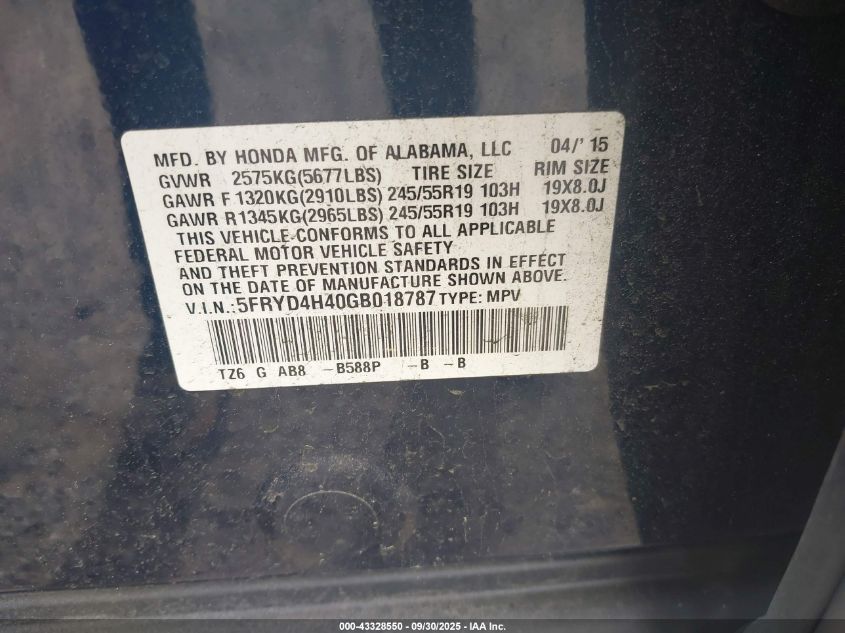 MFD. BY HONDA MFG. OF ALABAMA, LLC 04/' 15
GVWR 2575KG(5677LBS) TIRE SIZE RIM SIZE
GAWR F 1320KG(2910LBS) 245/55R19 103H 19X8.0J
GAWR R1345KG(2965LBS) 245/55R19 103H 19X8.0J
THIS VEHICLE CONFORMS TO ALL APPLICABLE
FEDERAL MOTOR VEHICLE SAFETY
AND THEFT PREVENTION STANDARDS IN EFFECT
ON THE DATE OF MANUFACTURE SHOWN ABOVE.
V.I.N.:5FRYD4H40GB018787 TYPE: MPV
TZ6 G AB8 -B588P -B -B
000-43328550 - 09/30/2025 - IAA Inc.